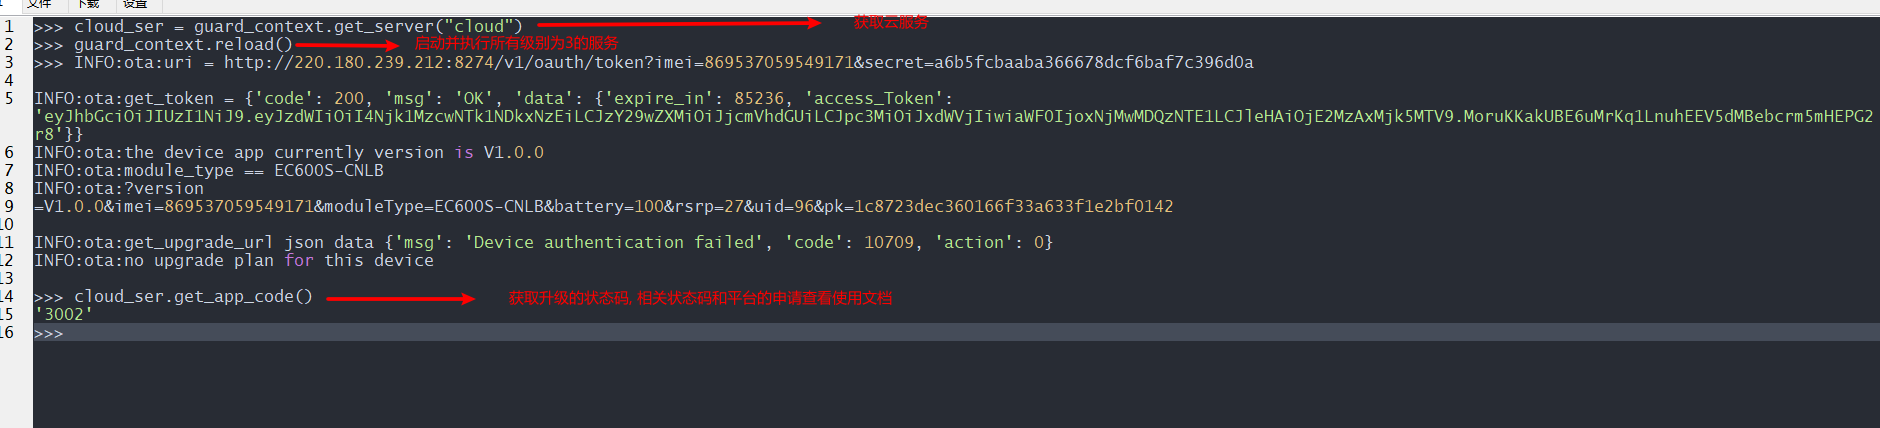 文件 下载 设置
1 >>> cloud_ser = guard_context.get_server("cloud") 获取云服务
2 >>> guard_context.reload() 启动并执行所有级别为3的服务
3 >>> INFO:ota:uri = http://220.180.239.212:8274/v1/oauth/token?imei=869537059549171&secret=a6b5fcbaaba366678dcf6baf7c396d0a
4
5 INFO:ota:get_token = {'code': 200, 'msg': 'OK', 'data': {'expire_in': 85236, 'access_Token':
'eyJhbGciOiJIUzI1NiJ9.eyJzdWIiOiI4Njk1MzcwNTk1NDkxNzEiLCJzY29wZXMiOiJjcmVhdGUiLCJpc3MiOiJxdWVjIiwiaWF0IjoxNjMwMDQzNTE1LCJleHAiOjE2MzAxMjk5MTV9.MoruKKakUBE6uMrKq1LnuhEEV5dMBebcrm5mHEPG2
r8'}}
6 INFO:ota:the device app currently version is V1.0.0
7 INFO:ota:module_type == EC600S-CNLB
8 INFO:ota:?version
9 =V1.0.0&imei=869537059549171&moduleType=EC600S-CNLB&battery=100&rsrp=27&uid=96&pk=1c8723dec360166f33a633f1e2bf0142
10
11 INFO:ota:get_upgrade_url json data {'msg': 'Device authentication failed', 'code': 10709, 'action': 0}
12 INFO:ota:no upgrade plan for this device
13
14 >>> cloud_ser.get_app_code() 获取升级的状态码, 相关状态码和平台的申请查看使用文档
15 '3002'
16 >>>